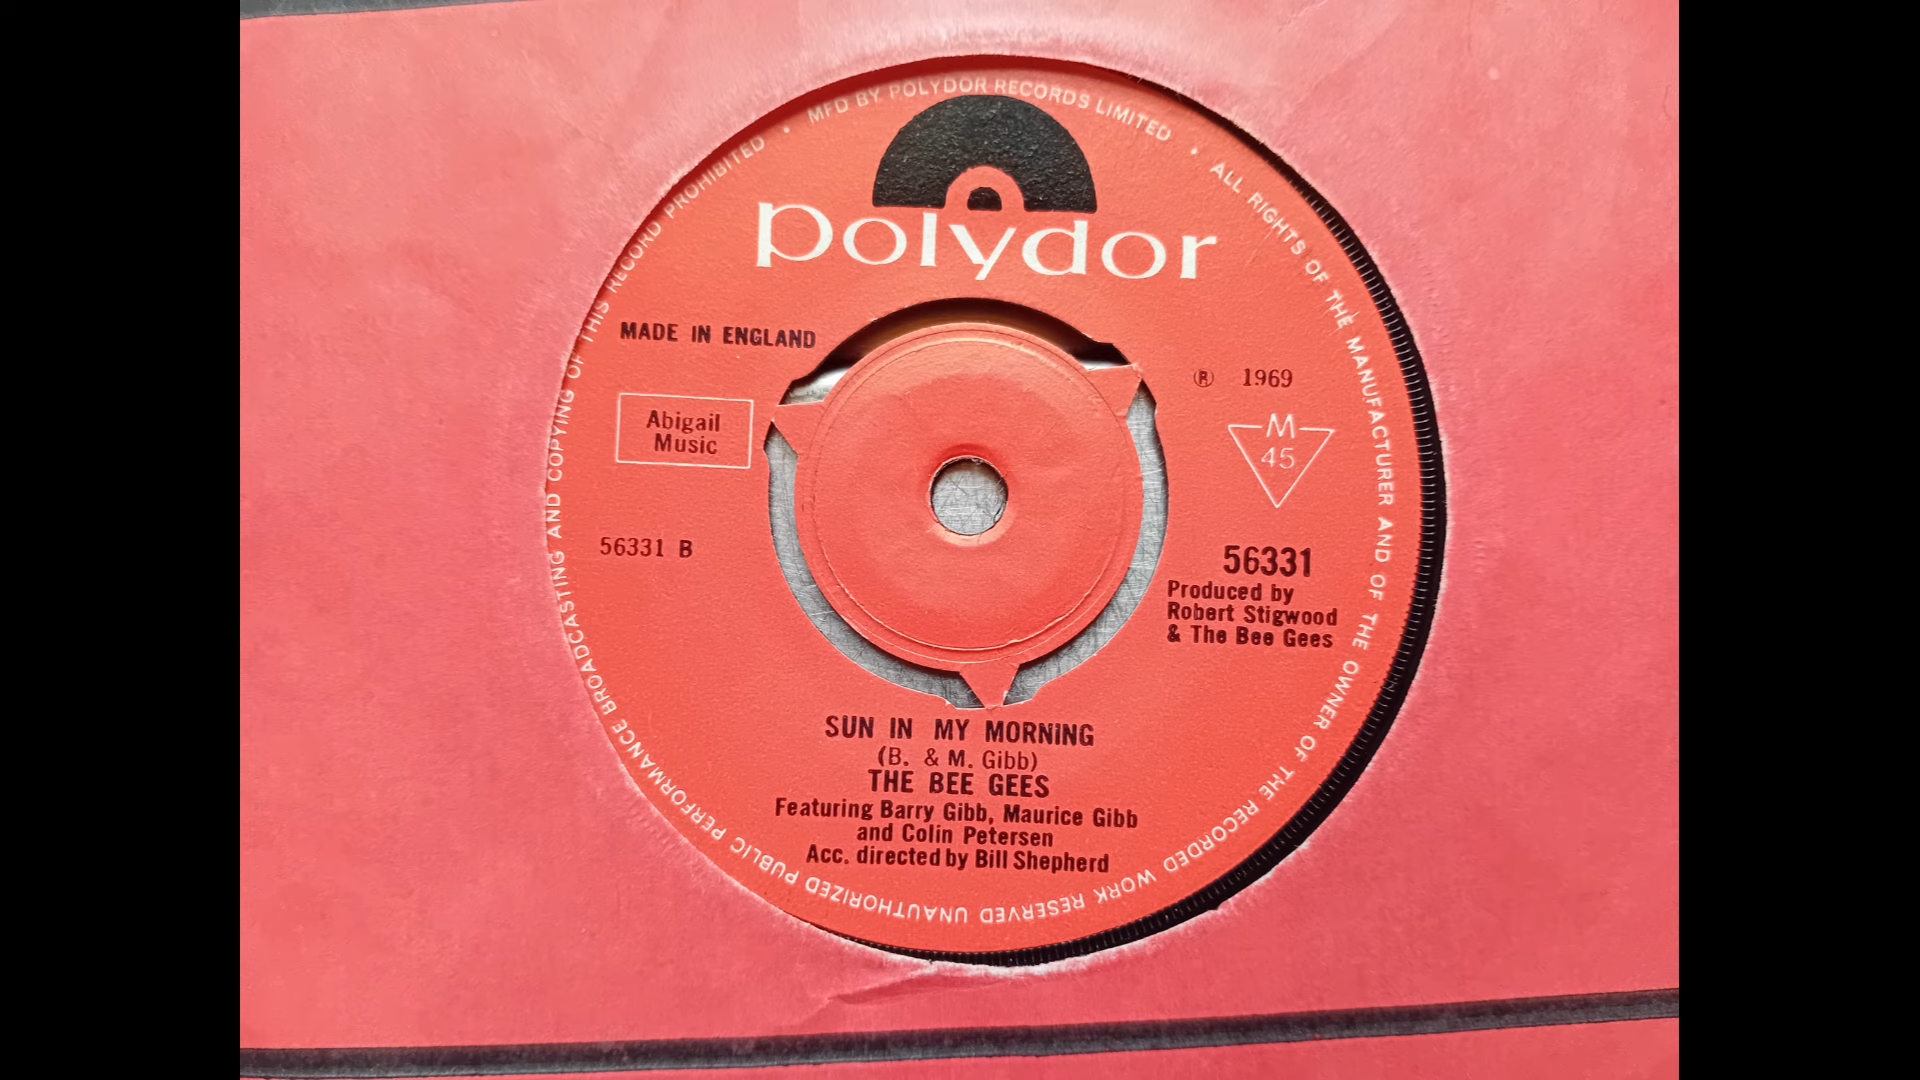 MFD BY POLYDOR RECORDS LIMITED • ALL RIGHTS OF THE MANUFACTURER AND OF THE OWNER OF THE RECORDED WORK RESERVED UNAUTHORIZED PUBLIC PERFORMANCE BROADCASTING AND COPYING OF THIS RECORD PROHIBITED •
polydor
MADE IN ENGLAND
Abigail
Music
56331 B
Ⓡ 1969
M
45
56331
Produced by
Robert Stigwood
& The Bee Gees
SUN IN MY MORNING
(B. & M. Gibb)
THE BEE GEES
Featuring Barry Gibb, Maurice Gibb
and Colin Petersen
Acc. directed by Bill Shepherd